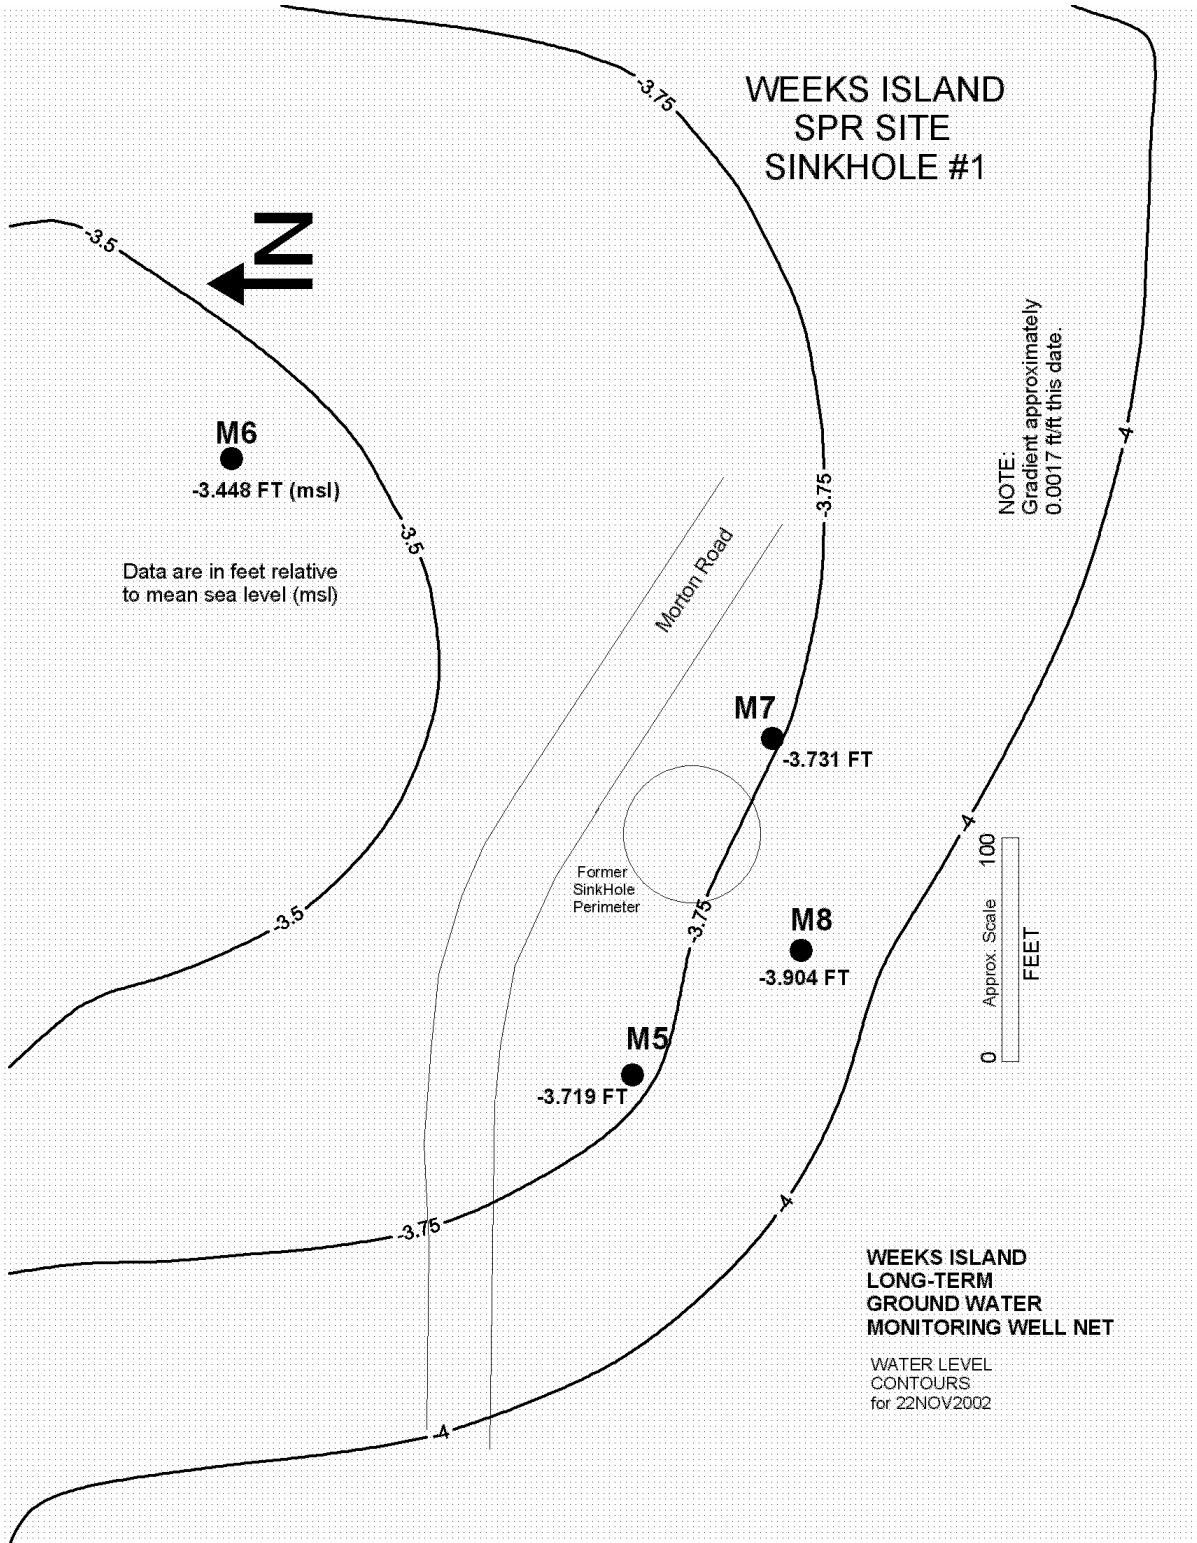 WEEKS ISLAND
SPR SITE
SINKHOLE #1
-3.75
-3.5
N
NOTE:
Gradient approximately
0.0017 ft/ft this date.
M6
-3.448 FT (msl)
-4
-3.75
-3.5
Data are in feet relative
to mean sea level (msl)
Morton Road
M7
-3.731 FT
-4
Former
SinkHole
Perimeter
-3.75
-3.5
M8
-3.904 FT
0 Approx. Scale 100
FEET
M5
-3.719 FT
-4
-3.75
WEEKS ISLAND
LONG-TERM
GROUND WATER
MONITORING WELL NET
WATER LEVEL
CONTOURS
for 22NOV2002
-4